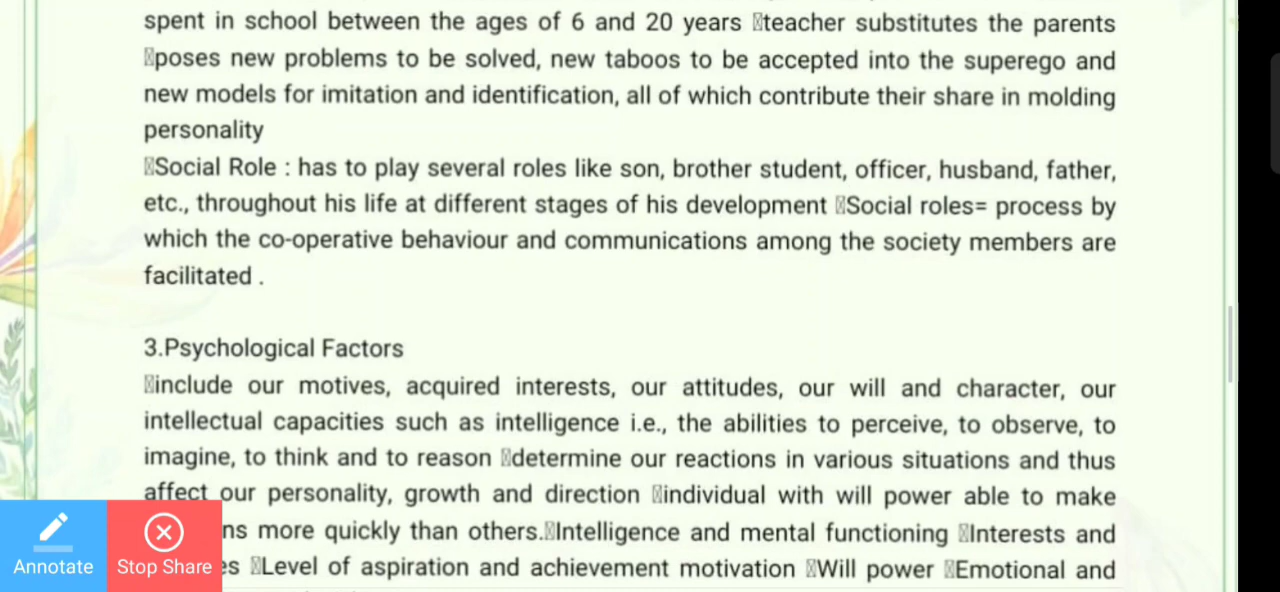 spent in school between the ages of 6 and 20 years teacher substitutes the parents
poses new problems to be solved, new taboos to be accepted into the superego and
new models for imitation and identification, all of which contribute their share in molding
personality
Social Role : has to play several roles like son, brother student, officer, husband, father,
etc., throughout his life at different stages of his development Social roles= process by
which the co-operative behaviour and communications among the society members are
facilitated .
3.Psychological Factors
include our motives, acquired interests, our attitudes, our will and character, our
intellectual capacities such as intelligence i.e., the abilities to perceive, to observe, to
imagine, to think and to reason determine our reactions in various situations and thus
affect our personality, growth and direction individual with will power able to make
ns more quickly than others.Intelligence and mental functioning Interests and
es Level of aspiration and achievement motivation Will power Emotional and
Annotate
Stop Share